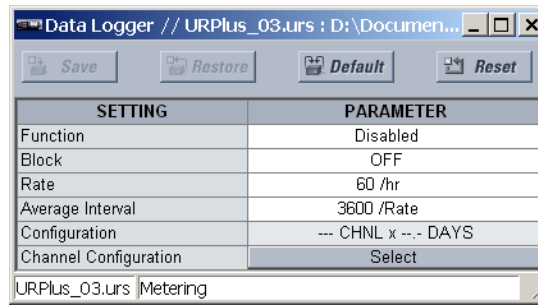 Data Logger // URPlus_03.urs : D:\Documen...
Save Restore Default Reset
SETTING PARAMETER
Function Disabled
Block OFF
Rate 60 /hr
Average Interval 3600 /Rate
Configuration --- CHNL x --.- DAYS
Channel Configuration Select
URPlus_03.urs Metering